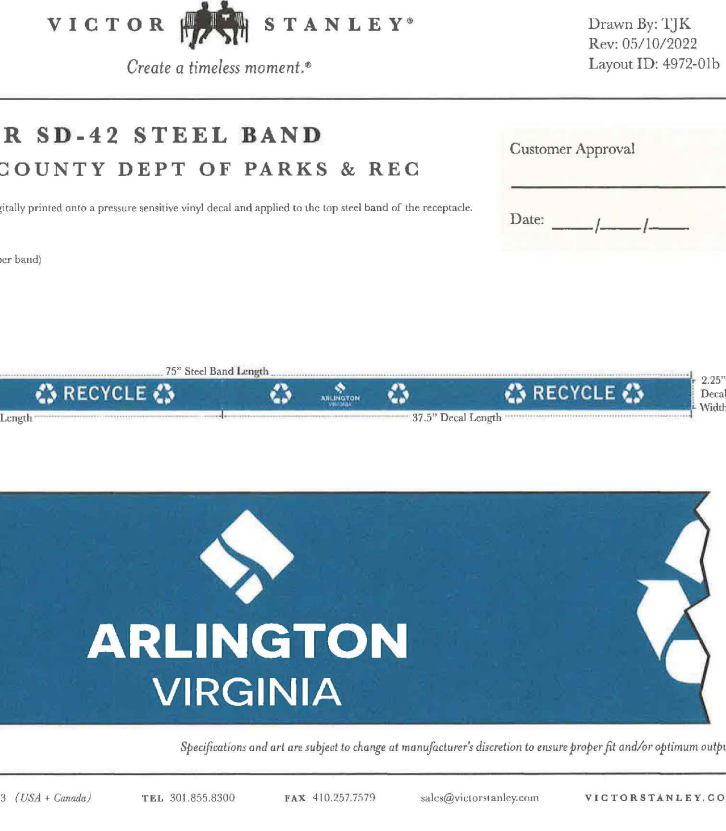 VICTOR STANLEY®
Create a timeless moment.®
Drawn By: TJK
Rev: 05/10/2022
Layout ID: 4972-01b
R SD-42 STEEL BAND
COUNTY DEPT OF PARKS & REC
Customer Approval
gitally printed onto a pressure sensitive vinyl decal and applied to the top steel band of the receptacle.
Date: ___/___/___
per band)
75" Steel Band Length
2.25"
Decal
Width
RECYCLE
ARLINGTON
VIRGINIA
RECYCLE
Length
37.5" Decal Length
ARLINGTON
VIRGINIA
Specifications and art are subject to change at manufacturer's discretion to ensure proper fit and/or optimum outpu
3 (USA + Canada) TEL 301.855.8300 FAX 410.257.7579 sales@victorstanley.com VICTORSTANLEY.CO